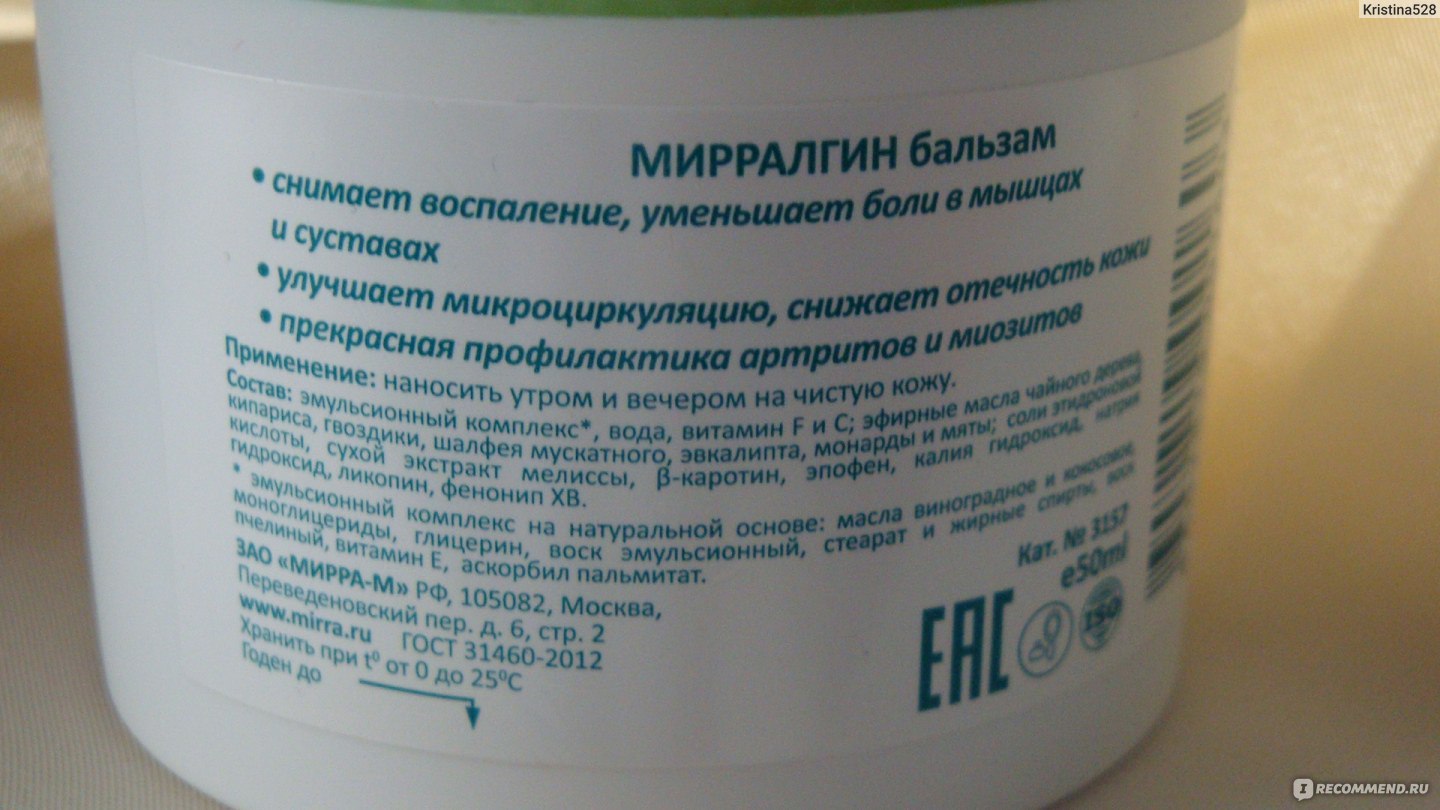 Kristina528
МИРРАЛГИН бальзам
• снимает воспаление, уменьшает боли в мышцах
и суставах
• улучшает микроциркуляцию, снижает отечность кожи
• прекрасная профилактика артритов и миозитов
Применение: наносить утром и вечером на чистую кожу.
Состав: эмульсионный комплекс*, вода, витамин F и С; эфирные масла чайного дерева,
кипариса, гвоздики, шалфея мускатного, эвкалипта, монарды и мяты; соли этидроновой
кислоты, сухой экстракт мелиссы, β-каротин, эпофен, калия гидроксид, натрия
гидроксид, ликопин, фенонип ХВ.
* эмульсионный комплекс на натуральной основе: масла виноградное и кокосовое,
моноглицериды, глицерин, воск эмульсионный, стеарат и жирные спирты, воск
пчелиный, витамин Е, аскорбил пальмитат.
ЗАО «МИРРА-М» РФ, 105082, Москва,
Переведеновский пер. д. 6, стр. 2
www.mirra.ru ГОСТ 31460-2012
Хранить при t⁰ от 0 до 25⁰С
Годен до
Кат. № 3157
e50ml
EAC
ISO
IRECOMMEND.RU